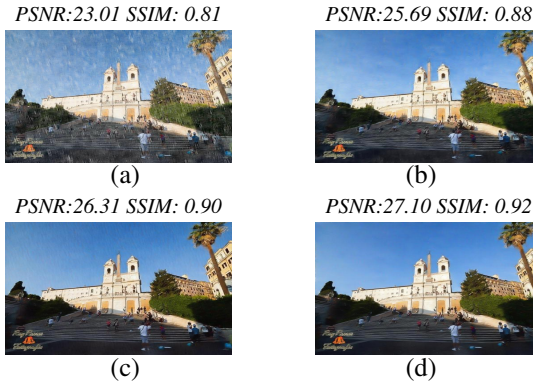 PSNR:23.01 SSIM: 0.81
PSNR:25.69 SSIM: 0.88
(a)
(b)
PSNR:26.31 SSIM: 0.90
PSNR:27.10 SSIM: 0.92
(c)
(d)